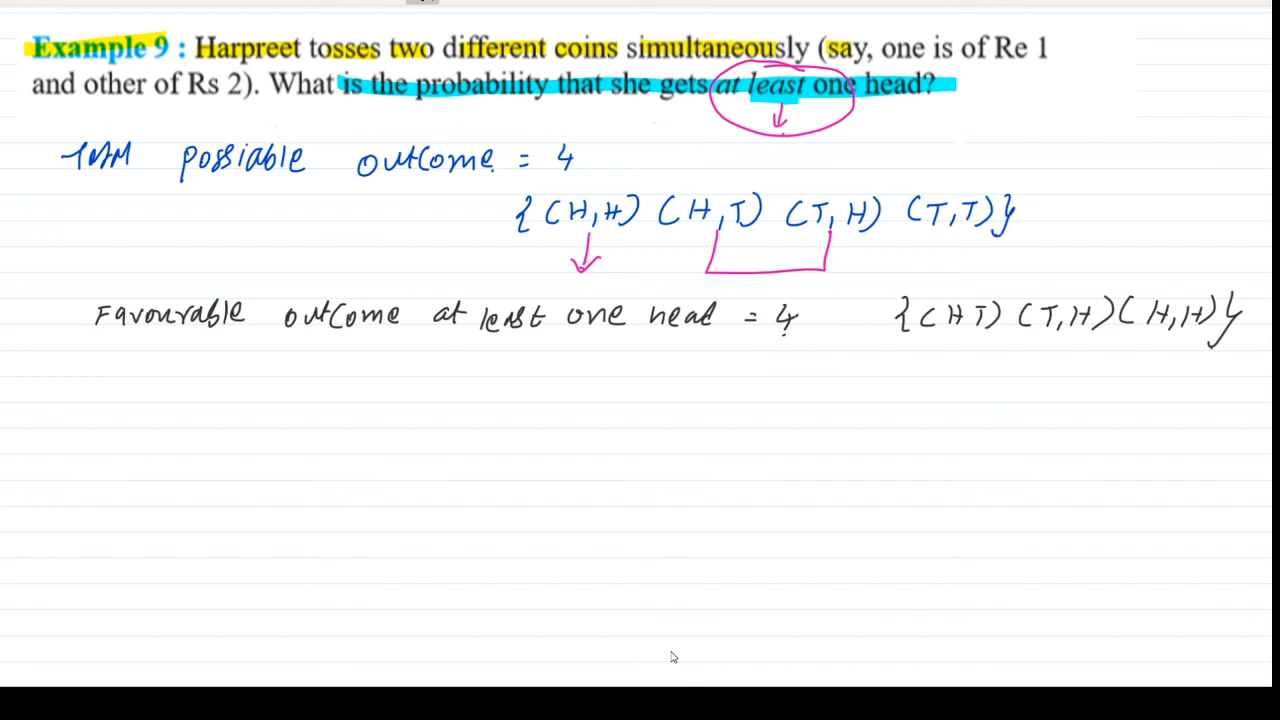 Example 9 : Harpreet tosses two different coins simultaneously (say, one is of Re 1
and other of Rs 2). What is the probability that she gets at least one head?
possiable outcome = 4
{(H,H) (H,T) (T,H) (T,T)}
Favourable outcome at least one head = 4 {(H T) (T,H) (H,H)}